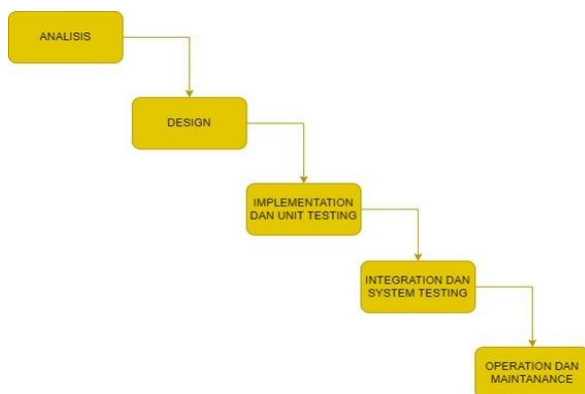 ANALISIS
DESIGN
IMPLEMENTATION
DAN UNIT TESTING
INTEGRATION DAN
SYSTEM TESTING
OPERATION DAN
MAINTANANCE